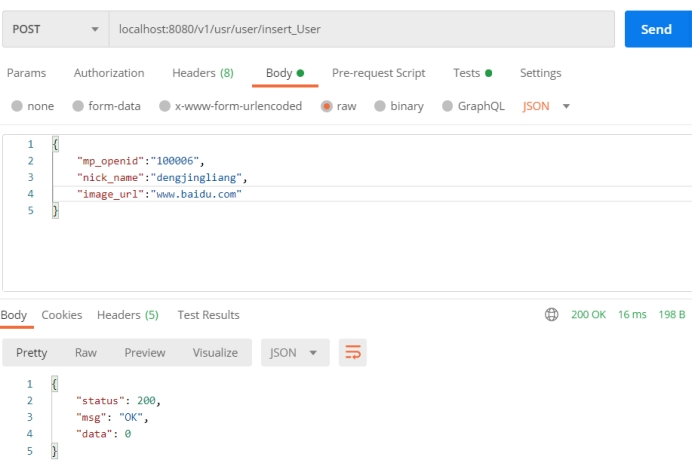 POST localhost:8080/v1/usr/user/insert_User Send
Params Authorization Headers (8) Body Pre-request Script Tests Settings
none form-data x-www-form-urlencoded raw binary GraphQL JSON
1 {
2 "mp_openid":"100006",
3 "nick_name":"dengjingliang",
4 "image_url":"www.baidu.com"
5 }
Body Cookies Headers (5) Test Results 200 OK 16 ms 198 B
Pretty Raw Preview Visualize JSON
1 {
2 "status": 200,
3 "msg": "OK",
4 "data": 0
5 }